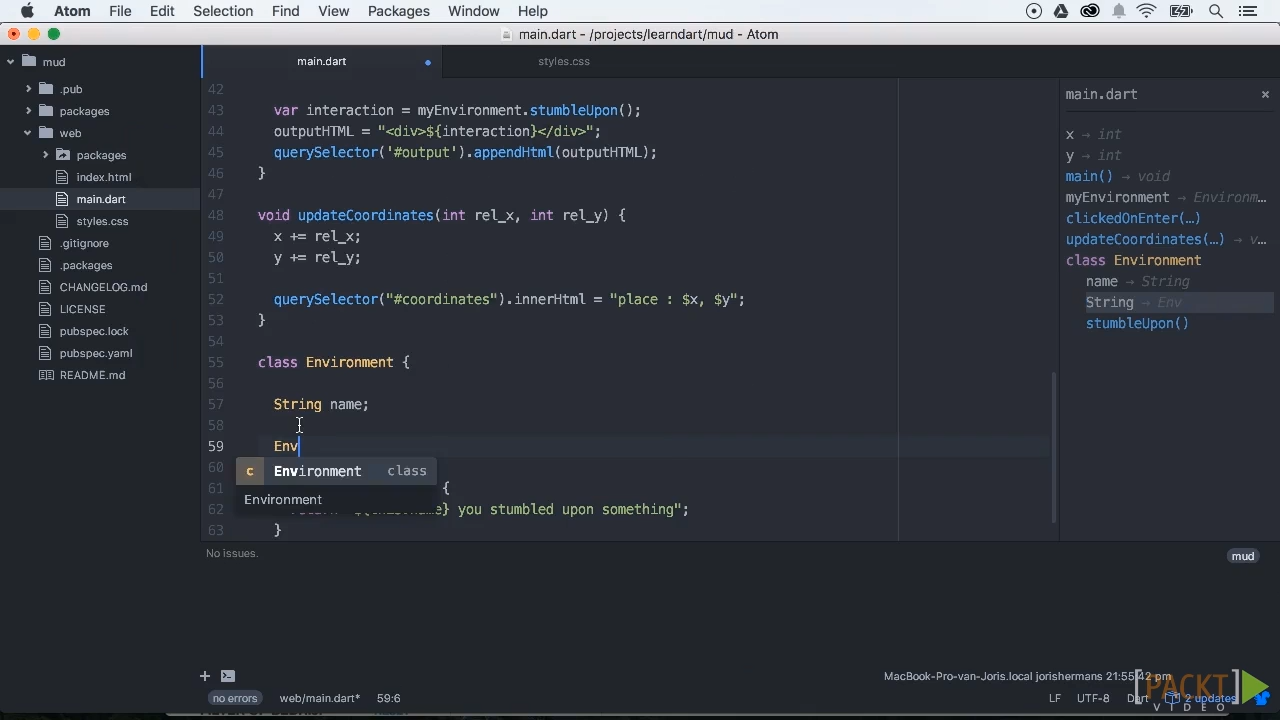 Atom File Edit Selection Find View Packages Window Help
main.dart - /projects/learndart/mud - Atom
mud
.pub
packages
web
packages
index.html
main.dart
styles.css
.gitignore
.packages
CHANGELOG.md
LICENSE
pubspec.lock
pubspec.yaml
README.md
main.dart styles.css
42
43 var interaction = myEnvironment.stumbleUpon();
44 outputHTML = "<div>${interaction}</div>";
45 querySelector('#output').appendHtml(outputHTML);
46 }
47
48 void updateCoordinates(int rel_x, int rel_y) {
49 x += rel_x;
50 y += rel_y;
51
52 querySelector("#coordinates").innerHtml = "place : $x, $y";
53 }
54
55 class Environment {
56
57 String name;
58
59 Env
60 c Environment class
61 {
Environment
62 you stumbled upon something";
63 }
main.dart ×
x → int
y → int
main() → void
myEnvironment → Environm…
clickedOnEnter(…)
updateCoordinates(…) → v…
class Environment
name → String
String → Env
stumbleUpon()
No issues.
mud
+
MacBook-Pro-van-Joris.local jorishermans 21:55:42 pm
no errors web/main.dart* 59:6
LF UTF-8 2 updates
[PACKT]
VIDEO